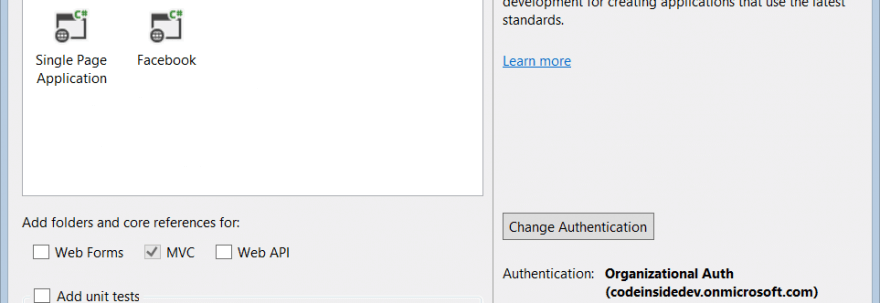 development for creating applications that use the latest
standards.
C#
C#
Single Page
Application
Facebook
Learn more
Add folders and core references for:
Web Forms
MVC
Web API
Add unit tests
Change Authentication
Authentication: Organizational Auth
(codeinsidedev.onmicrosoft.com)